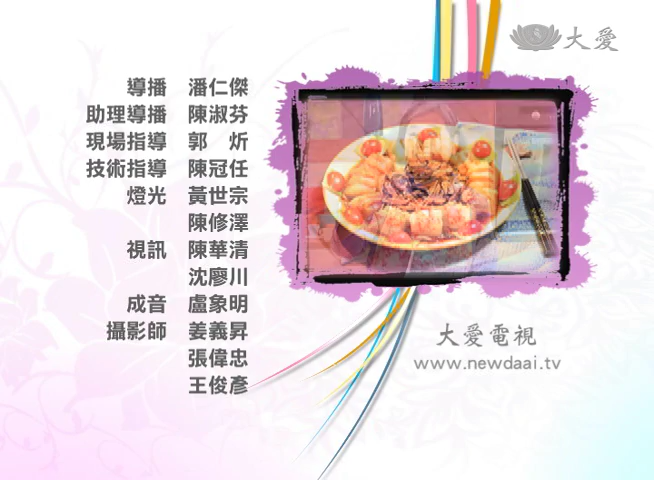 大愛
導播 潘仁傑
助理導播 陳淑芬
現場指導 郭 炘
技術指導 陳冠任
燈光 黃世宗
陳修澤
視訊 陳華清
沈廖川
成音 盧象明
攝影師 姜義昇
張偉忠
王俊彥
大愛電視
www.newdaai.tv